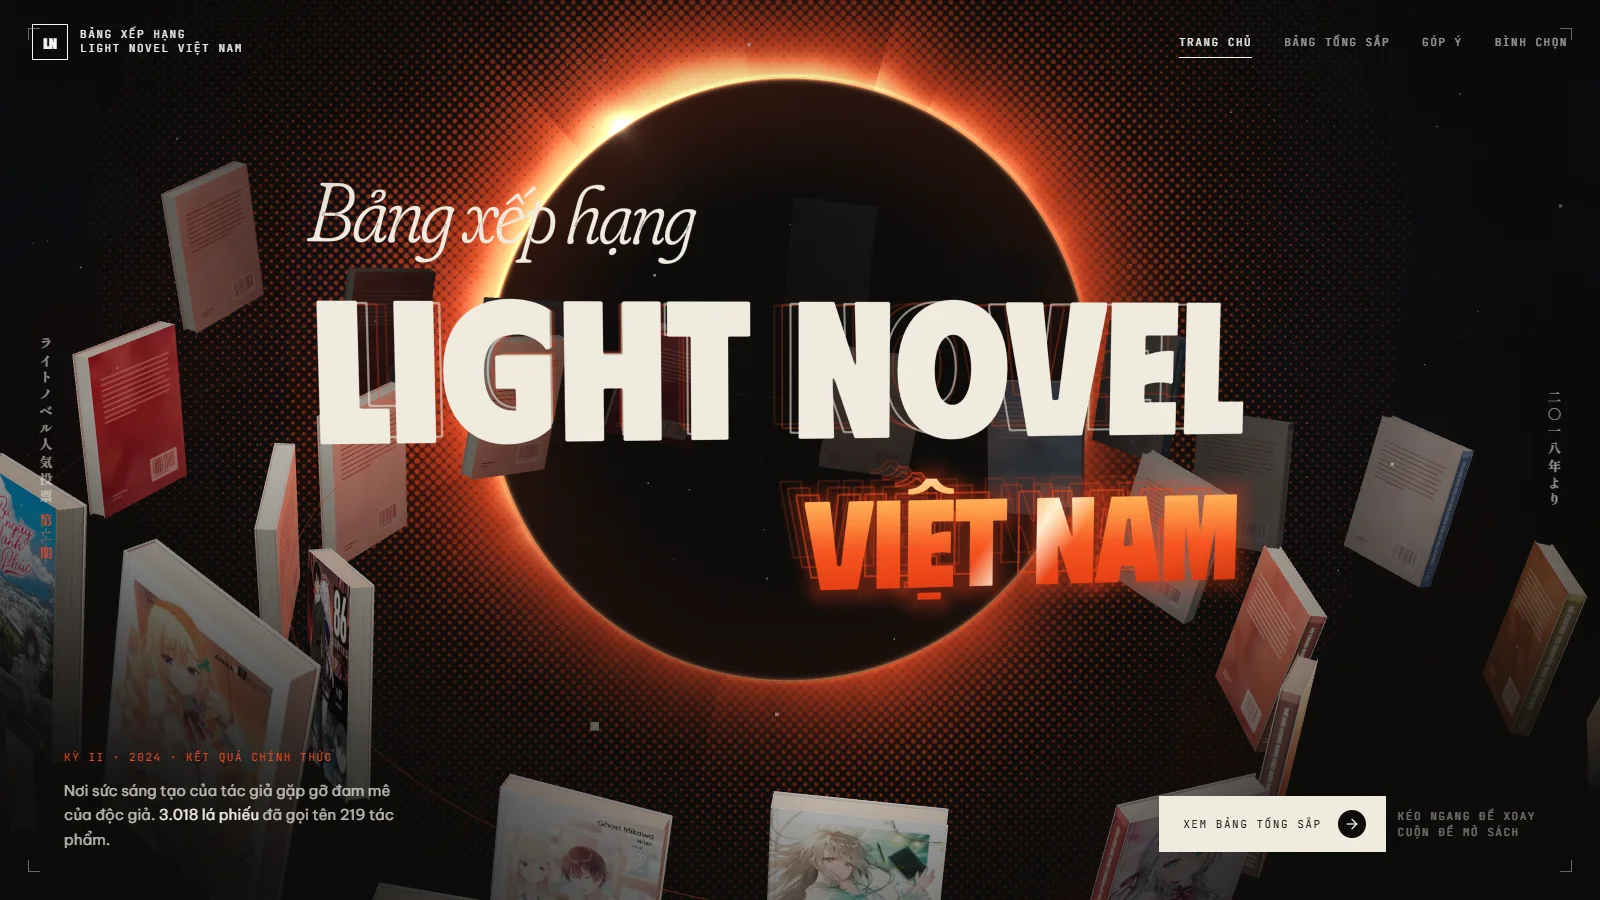 LN
BẢNG XẾP HẠNG
LIGHT NOVEL VIỆT NAM
TRANG CHỦ
BẢNG TỔNG SẮP
GÓP Ý
BÌNH CHỌN
Bảng xếp hạng
LIGHT NOVEL
VIỆT NAM
ライトノベル人気投票
二〇一八年より
86
KỲ II · 2024 · KẾT QUẢ CHÍNH THỨC
Nơi sức sáng tạo của tác giả gặp gỡ đam mê
của độc giả. 3.018 lá phiếu đã gọi tên 219 tác
phẩm.
Ghost Mikawa
2
XEM BẢNG TỔNG SẮP
KÉO NGANG ĐỂ XOAY
CUỘN ĐỂ MỞ SÁCH